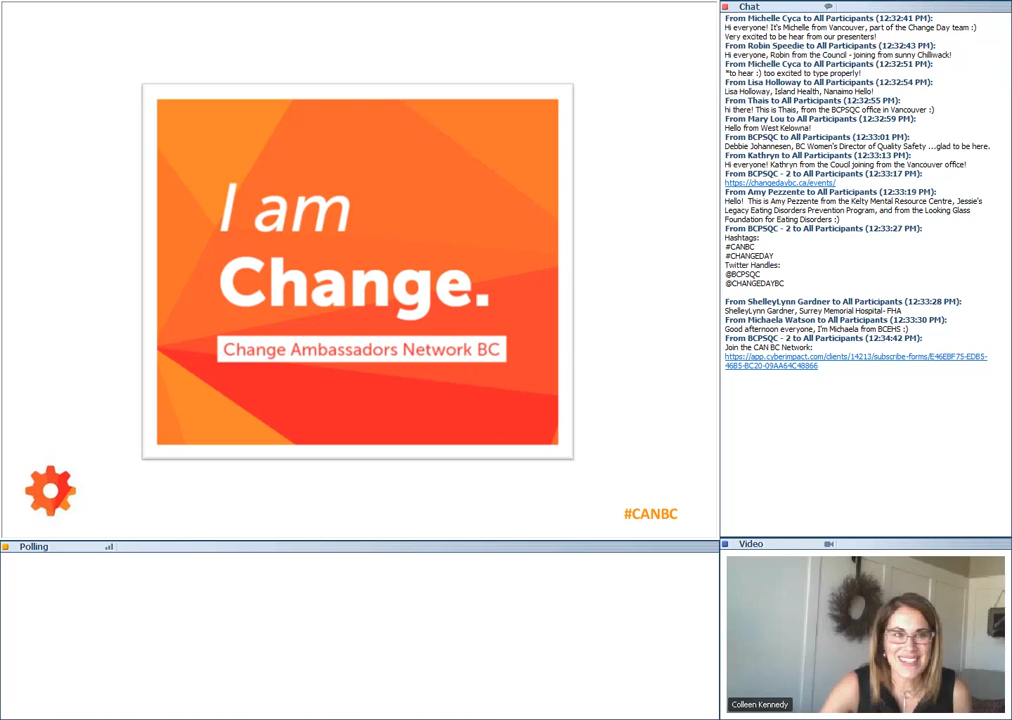 I am
Change.
Change Ambassadors Network BC
#CANBC
Polling
Chat
From Michelle Cyca to All Participants (12:32:41 PM):
Hi everyone! It's Michelle from Vancouver, part of the Change Day team :)
Very excited to be hear from our presenters!
From Robin Speedie to All Participants (12:32:43 PM):
Hi everyone, Robin from the Council - joining from sunny Chilliwack!
From Michelle Cyca to All Participants (12:32:51 PM):
*to hear :) too excited to type properly!
From Lisa Holloway to All Participants (12:32:54 PM):
Lisa Holloway, Island Health, Nanaimo Hello!
From Thais to All Participants (12:32:55 PM):
hi there! This is Thais, from the BCPSQC office in Vancouver :)
From Mary Lou to All Participants (12:32:59 PM):
Hello from West Kelowna!
From BCPSQC to All Participants (12:33:01 PM):
Debbie Johannesen, BC Women's Director of Quality Safety ...glad to be here.
From Kathryn to All Participants (12:33:13 PM):
Hi everyone! Kathryn from the Coucil joining from the Vancouver office!
From BCPSQC - 2 to All Participants (12:33:17 PM):
https://changedaybc.ca/events/
From Amy Pezzente to All Participants (12:33:19 PM):
Hello!  This is Amy Pezzente from the Kelty Mental Resource Centre, Jessie's
Legacy Eating Disorders Prevention Program, and from the Looking Glass
Foundation for Eating Disorders :)
From BCPSQC - 2 to All Participants (12:33:27 PM):
Hashtags:
#CANBC
#CHANGEDAY
Twitter Handles:
@BCPSQC
@CHANGEDAYBC
From ShelleyLynn Gardner to All Participants (12:33:28 PM):
ShelleyLynn Gardner, Surrey Memorial Hospital- FHA
From Michaela Watson to All Participants (12:33:30 PM):
Good afternoon everyone, I'm Michaela from BCEHS :)
From BCPSQC - 2 to All Participants (12:34:42 PM):
Join the CAN BC Network:
https://app.cyberimpact.com/clients/14213/subscribe-forms/E46EBF75-EDB5-
46B5-BC20-09AA64C48866
Video
Colleen Kennedy